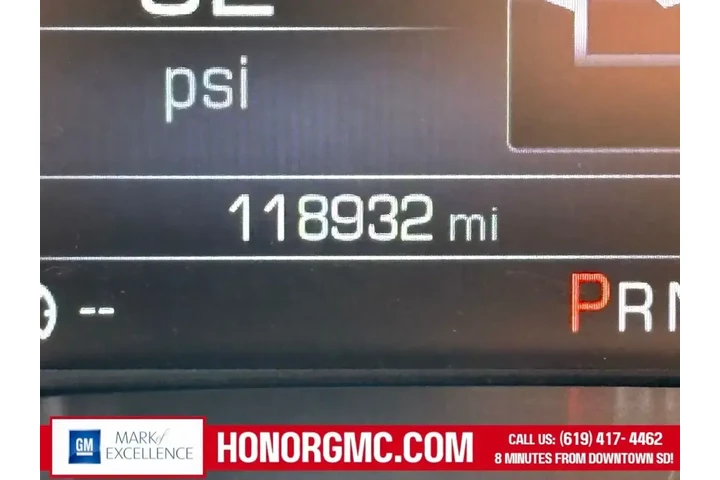 psi
118932 mi
--
PRN
GM
MARK of
EXCELLENCE
HONORGMC.COM
CALL US: (619) 417- 4462
8 MINUTES FROM DOWNTOWN SD!